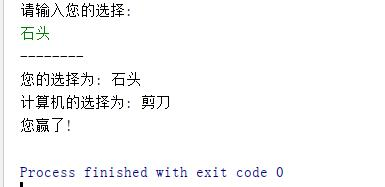 请输入您的选择:
石头
--------
您的选择为: 石头
计算机的选择为: 剪刀
您赢了!
Process finished with exit code 0